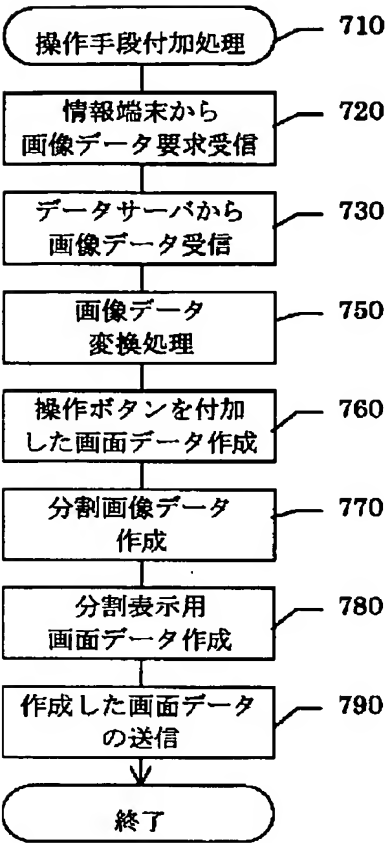 操作手段付加処理 710
情報端末から 720
画像データ要求受信
データサーバから 730
画像データ受信
画像データ 750
変換処理
操作ボタンを付加 760
した画面データ作成
分割画像データ 770
作成
分割表示用 780
画面データ作成
作成した画面データ 790
の送信
終了